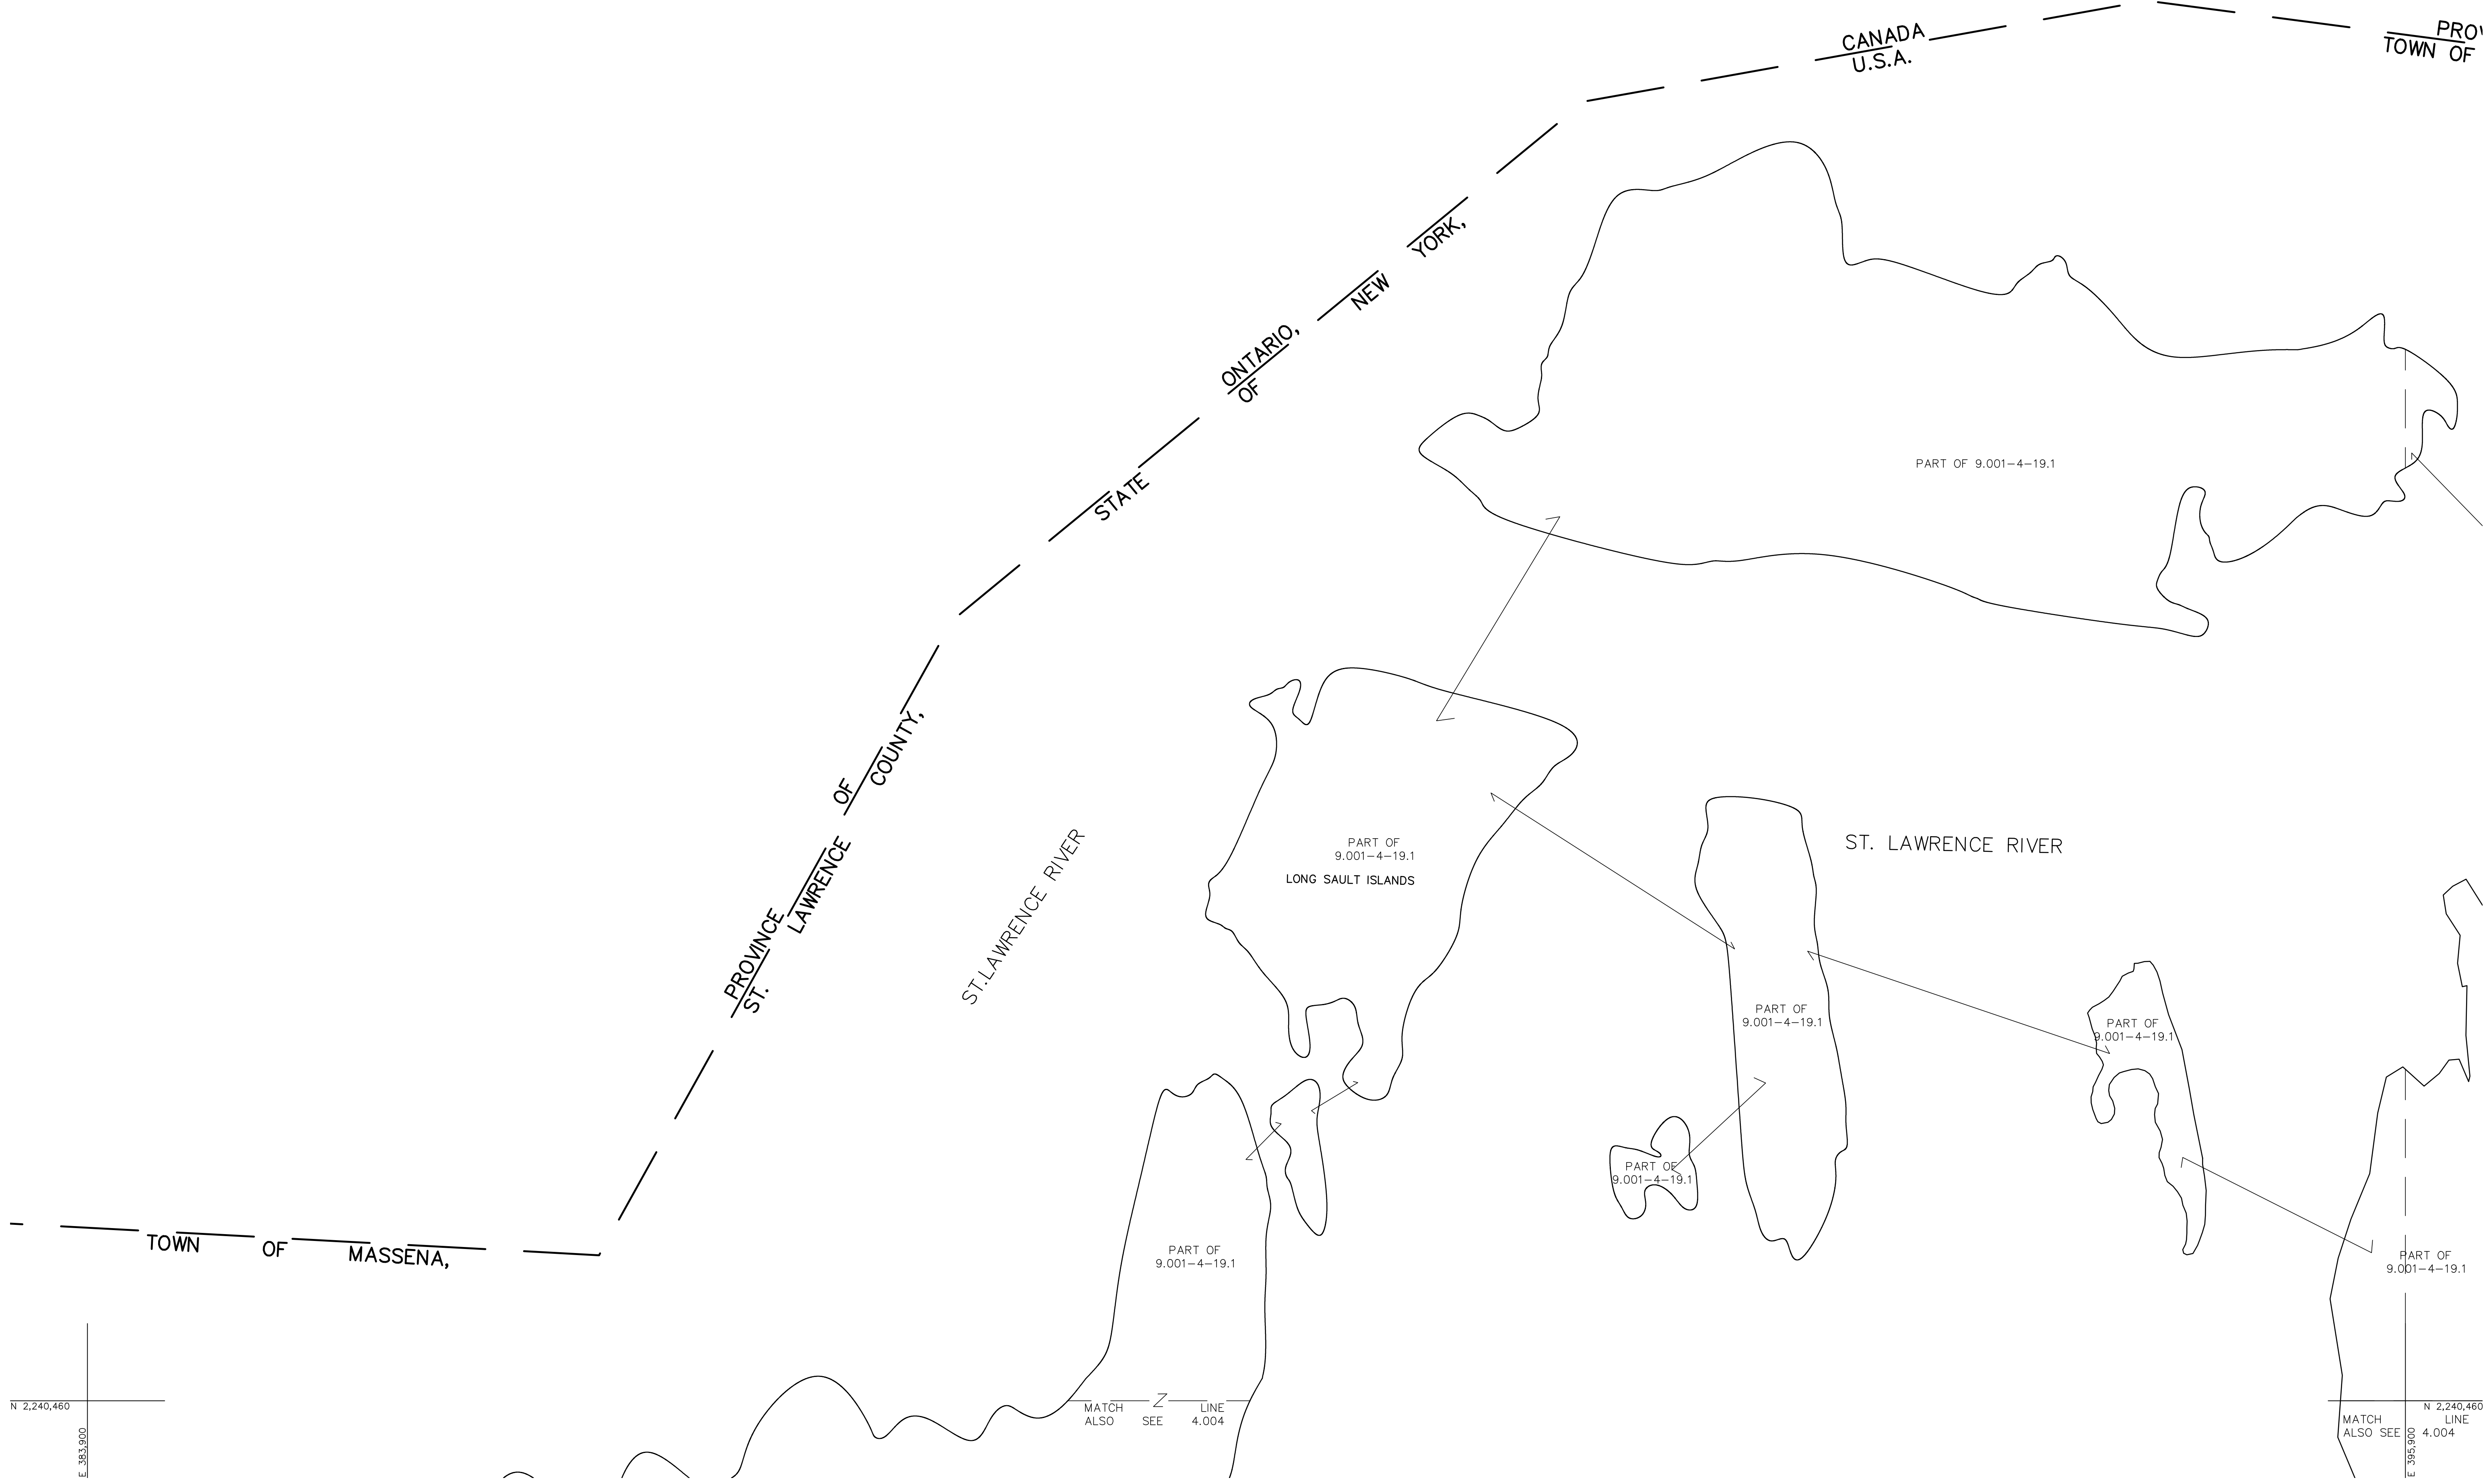 CANADA
U.S.A.
TOWN OF
PROVINCE OF ONTARIO,
ST. LAWRENCE COUNTY, STATE OF NEW YORK,
TOWN OF MASSENA,
PART OF 9.001-4-19.1
ST.LAWRENCE RIVER
PART OF
9.001-4-19.1
LONG SAULT ISLANDS
ST. LAWRENCE RIVER
PART OF
9.001-4-19.1
PART OF
9.001-4-19.1
PART OF
9.001-4-19.1
PART OF
9.001-4-19.1
PART OF
9.001-4-19.1
MATCH LINE
ALSO SEE 4.004
N 2,240,460
E 383,900
N 2,240,460
MATCH LINE
ALSO SEE 4.004
E 395,900